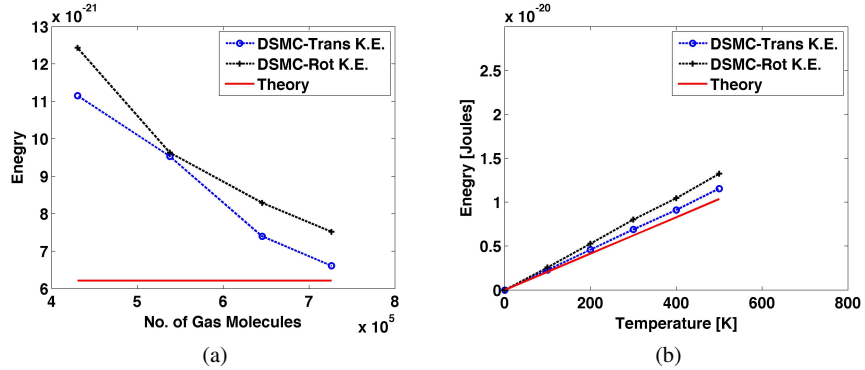 x 10⁻²¹
13
12
11
10
9
8
7
6
Enegry
4
5
6
7
8
x 10⁵
No. of Gas Molecules
DSMC-Trans K.E.
DSMC-Rot K.E.
Theory
(a)
x 10⁻²⁰
3
2.5
2
1.5
1
0.5
0
Enegry [Joules]
0
200
400
600
800
Temperature [K]
DSMC-Trans K.E.
DSMC-Rot K.E.
Theory
(b)